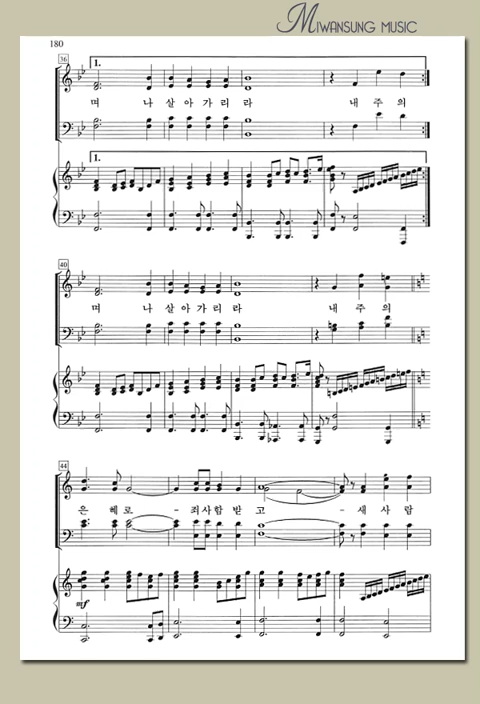 MIWANSUNG MUSIC
180
36
1.
며 나 살 아 가 리 라 내 주 의
1.
40
며 나 살 아 가 리 라 내 주 의
44
은 혜 로 - 죄 사 함 받 고 - 새 사 람
mf